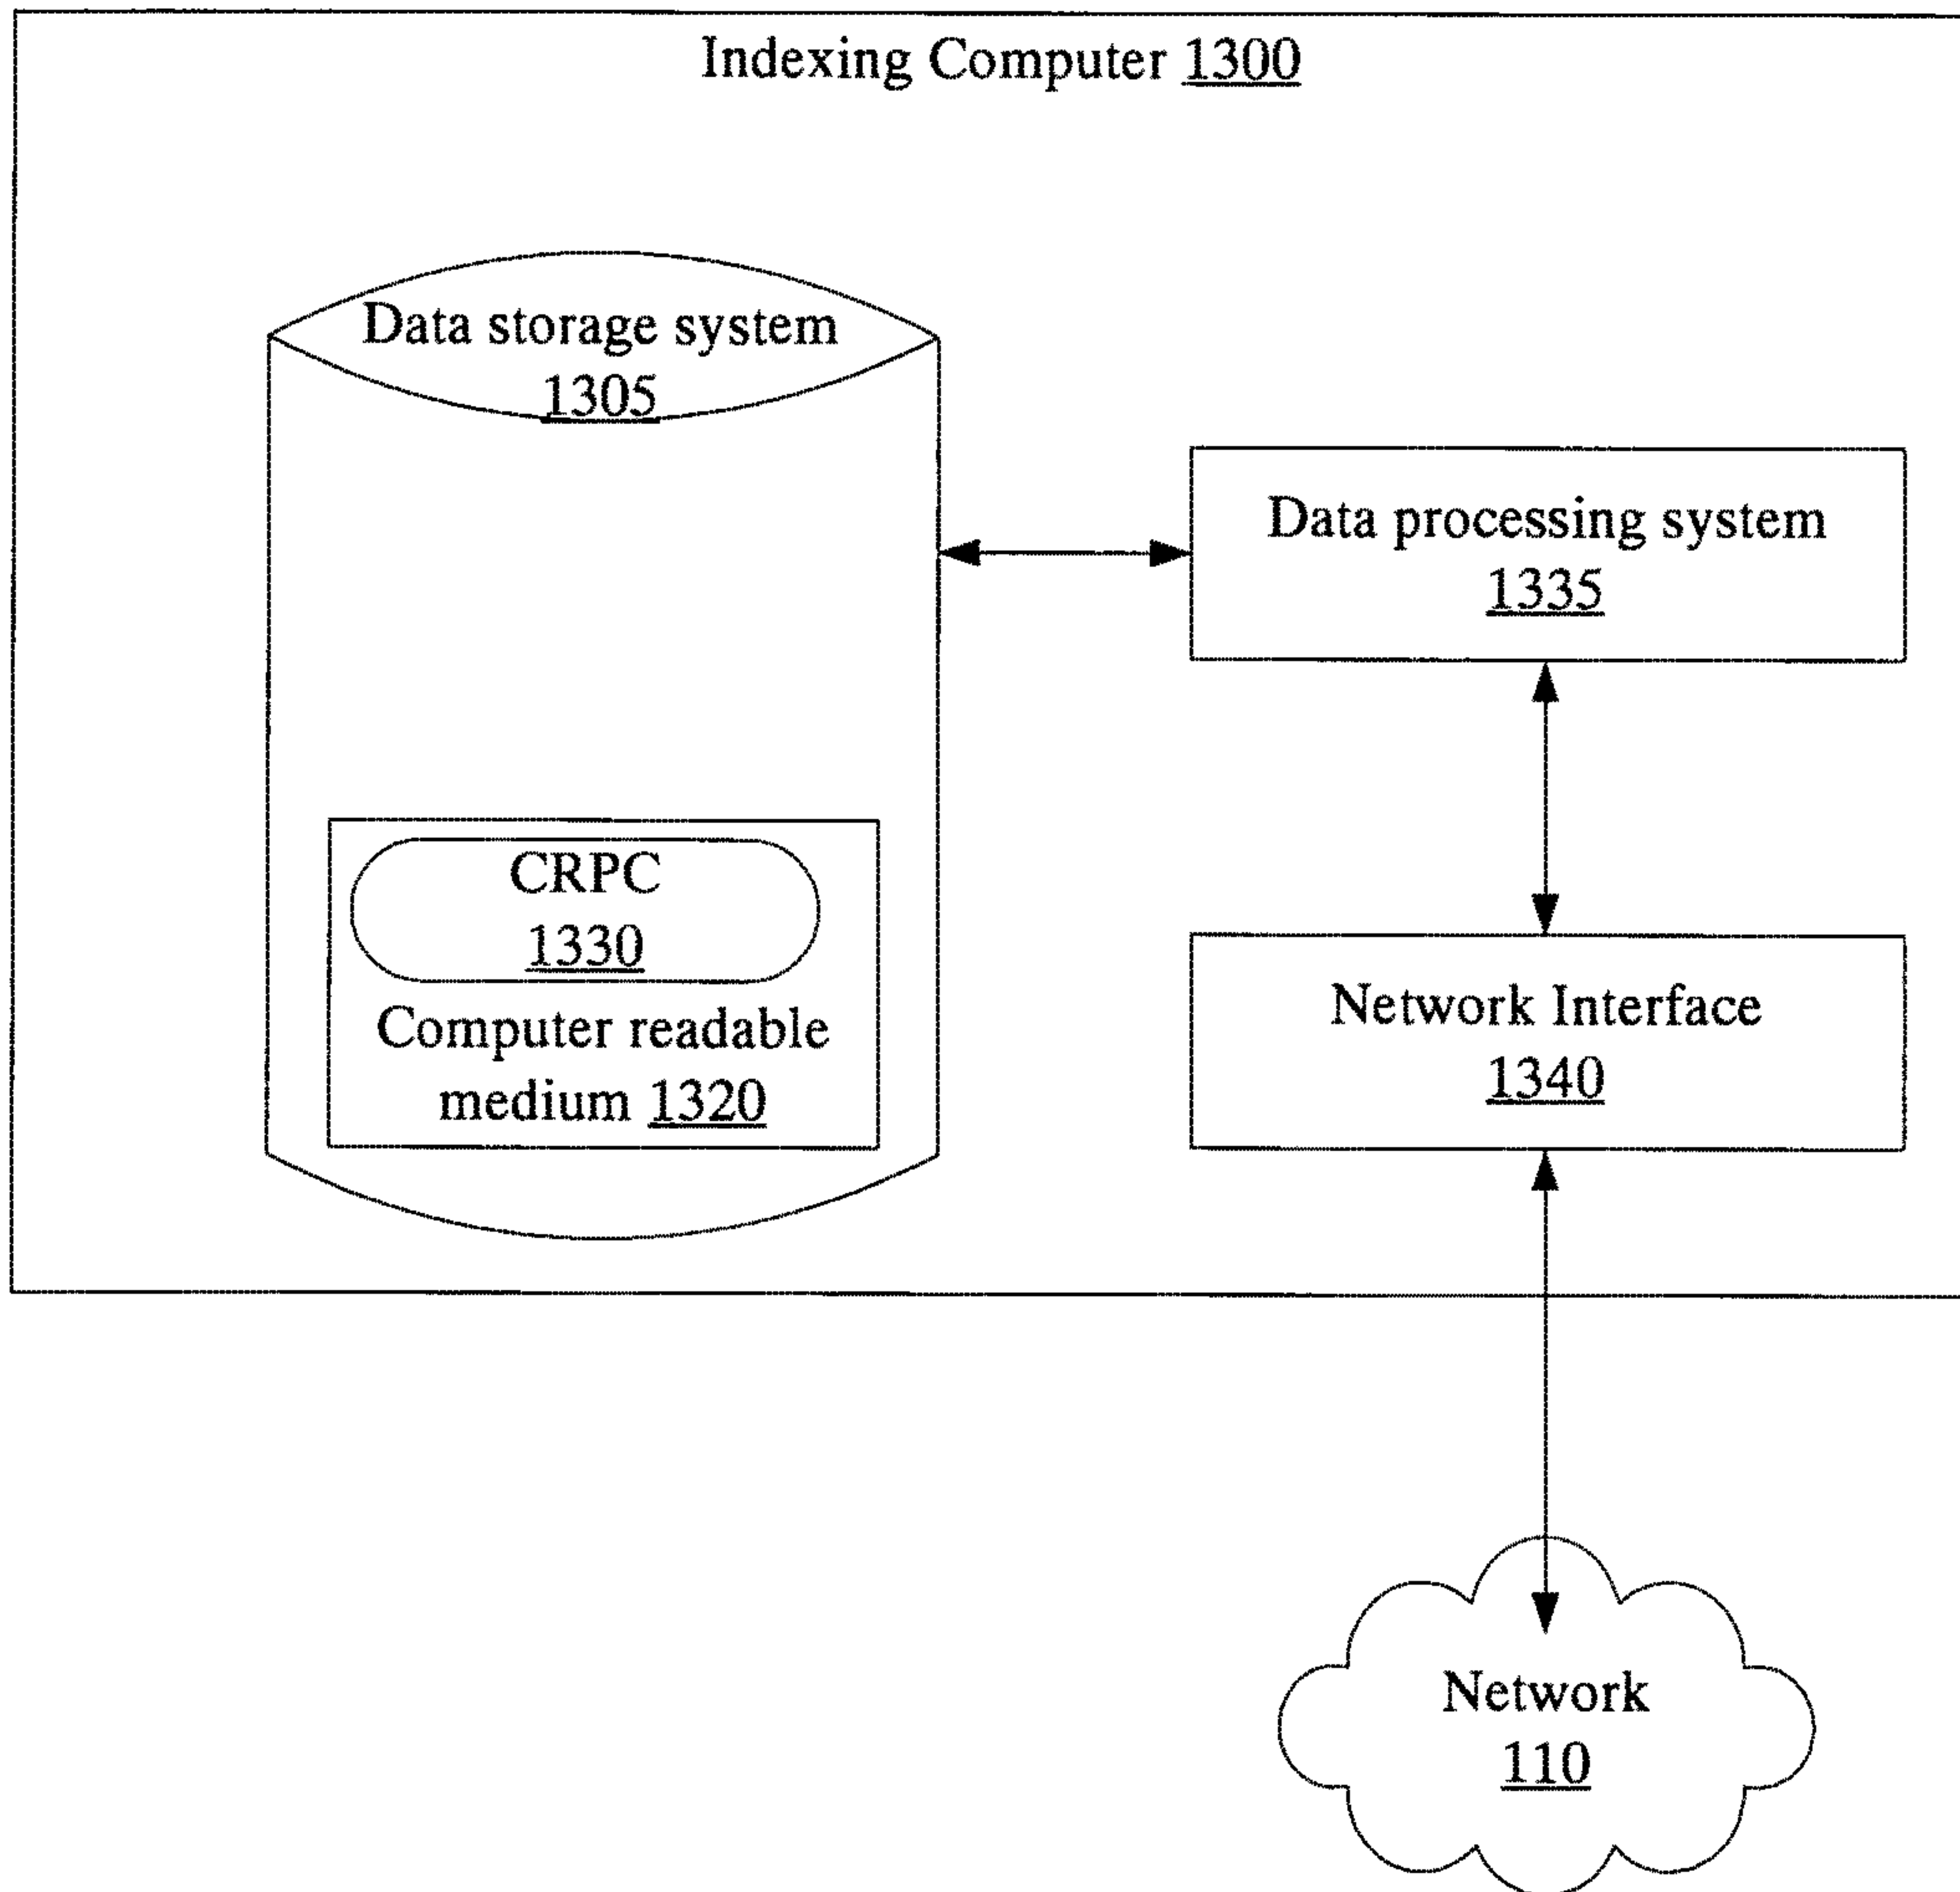 Indexing Computer 1300
Data storage system
1305
Data processing system
1335
CRPC
1330
Computer readable
medium 1320
Network Interface
1340
Network
110